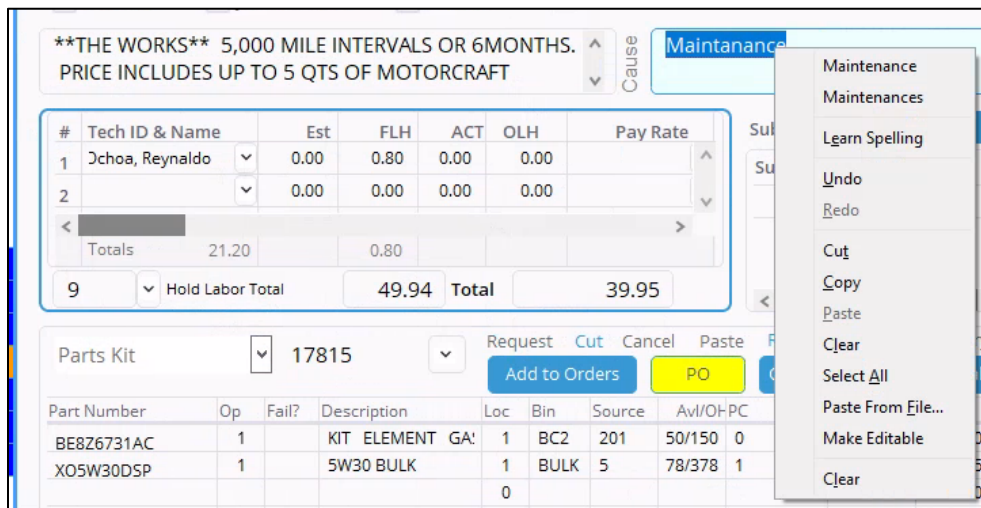 **THE WORKS** 5,000 MILE INTERVALS OR 6MONTHS.
PRICE INCLUDES UP TO 5 QTS OF MOTORCRAFT
Cause
Maintanance
# Tech ID & Name Est FLH ACT OLH Pay Rate
1 Ochoa, Reynaldo 0.00 0.80 0.00 0.00
2 0.00 0.00 0.00 0.00
Totals 21.20 0.80
9 Hold Labor Total 49.94 Total 39.95
Maintenance
Maintenances
Learn Spelling
Undo
Redo
Cut
Copy
Paste
Clear
Select All
Paste From File...
Make Editable
Clear
Parts Kit 17815
Request Cut Cancel Paste
Add to Orders PO
Part Number Op Fail? Description Loc Bin Source Avl/OH PC
BE8Z6731AC 1 KIT ELEMENT 1 BC2 201 50/150 0
XO5W30DSP 1 5W30 BULK 1 BULK 5 78/378 1
0